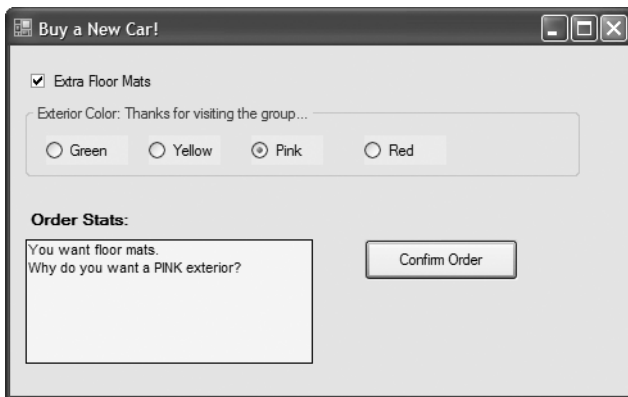 Buy a New Car!
Extra Floor Mats
Exterior Color: Thanks for visiting the group...
Green Yellow Pink Red
Order Stats:
You want floor mats.
Why do you want a PINK exterior?
Confirm Order